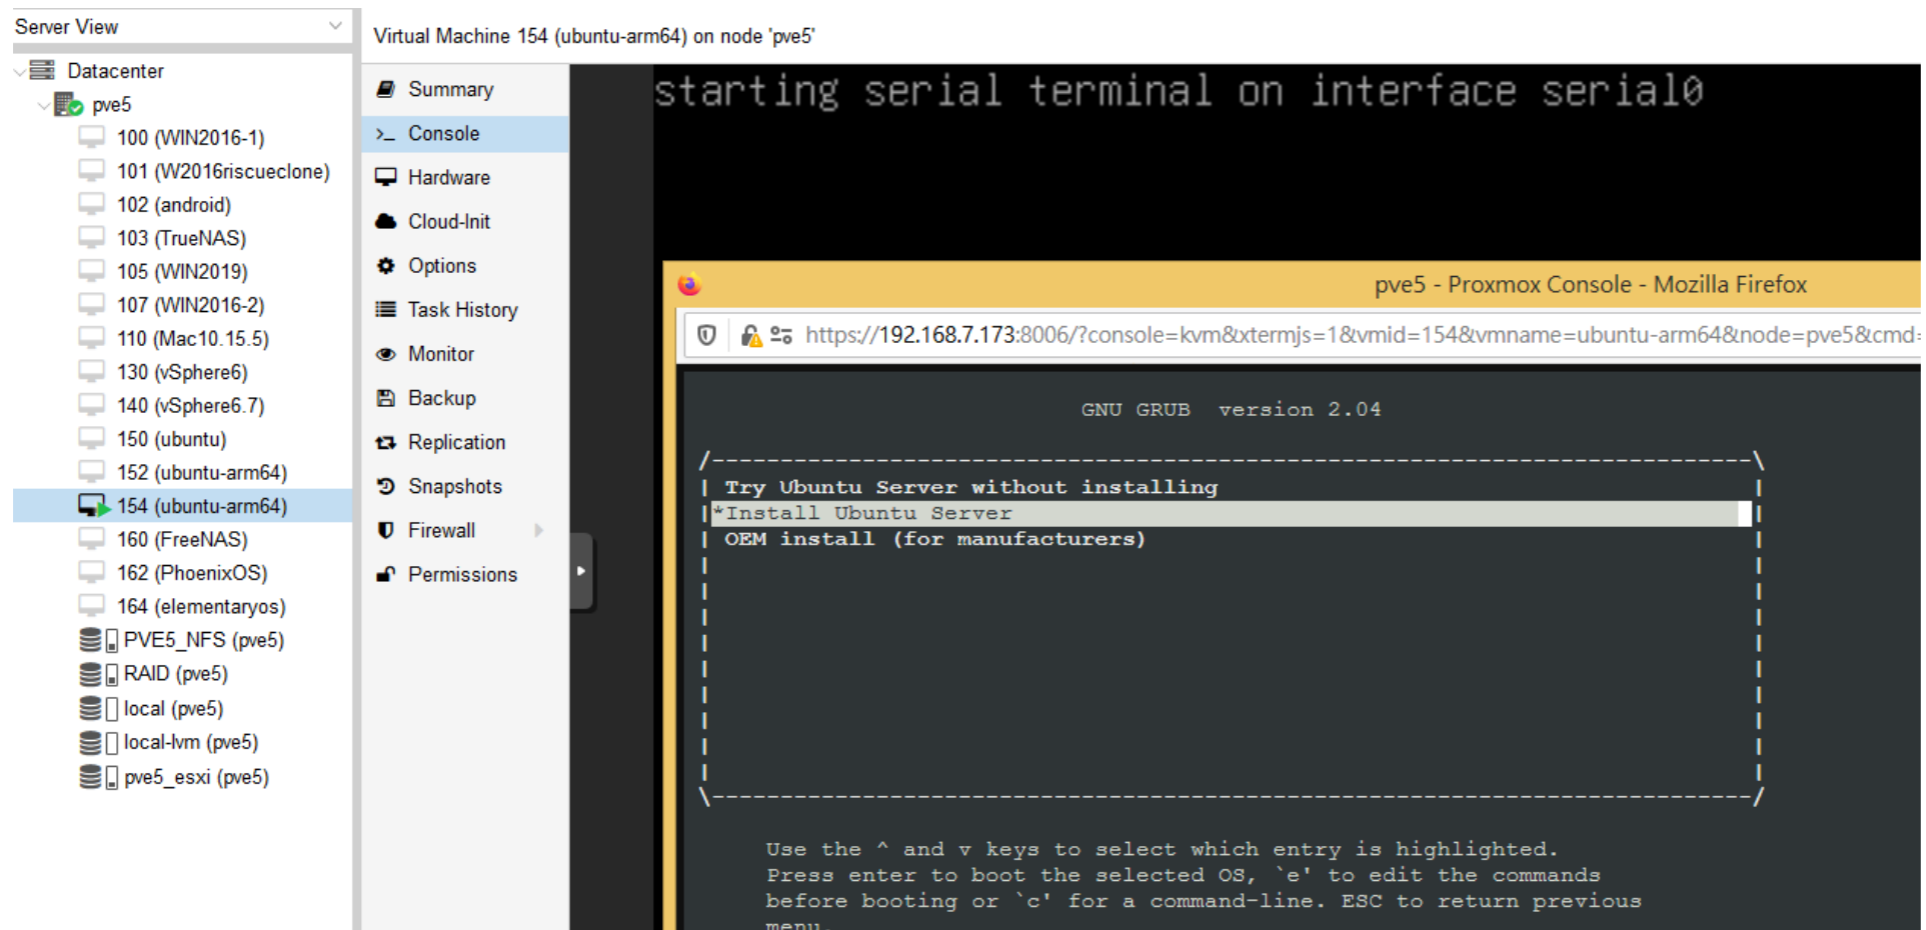 Server View
Datacenter
pve5
100 (WIN2016-1)
101 (W2016riscueclone)
102 (android)
103 (TrueNAS)
105 (WIN2019)
107 (WIN2016-2)
110 (Mac10.15.5)
130 (vSphere6)
140 (vSphere6.7)
150 (ubuntu)
152 (ubuntu-arm64)
154 (ubuntu-arm64)
160 (FreeNAS)
162 (PhoenixOS)
164 (elementaryos)
PVE5_NFS (pve5)
RAID (pve5)
local (pve5)
local-lvm (pve5)
pve5_esxi (pve5)
Virtual Machine 154 (ubuntu-arm64) on node 'pve5'
Summary
Console
Hardware
Cloud-Init
Options
Task History
Monitor
Backup
Replication
Snapshots
Firewall
Permissions
starting serial terminal on interface serial0
pve5 - Proxmox Console - Mozilla Firefox
https://192.168.7.173:8006/?console=kvm&xtermjs=1&vmid=154&vmname=ubuntu-arm64&node=pve5&cmd=
GNU GRUB version 2.04
Try Ubuntu Server without installing
*Install Ubuntu Server
OEM install (for manufacturers)
Use the ^ and v keys to select which entry is highlighted.
Press enter to boot the selected OS, `e' to edit the commands
before booting or `c' for a command-line. ESC to return previous
menu.